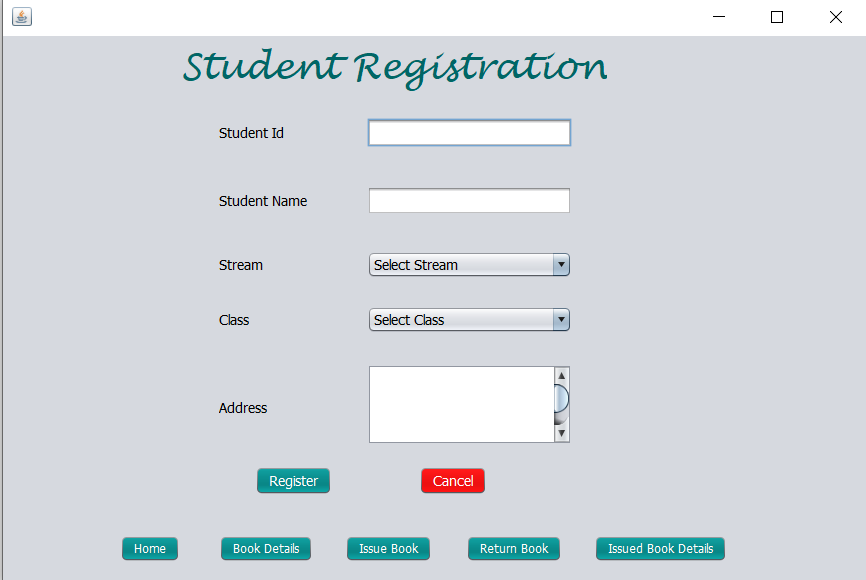 Student Registration
Student Id
Student Name
Stream Select Stream
Class Select Class
Address
Register Cancel
Home Book Details Issue Book Return Book Issued Book Details